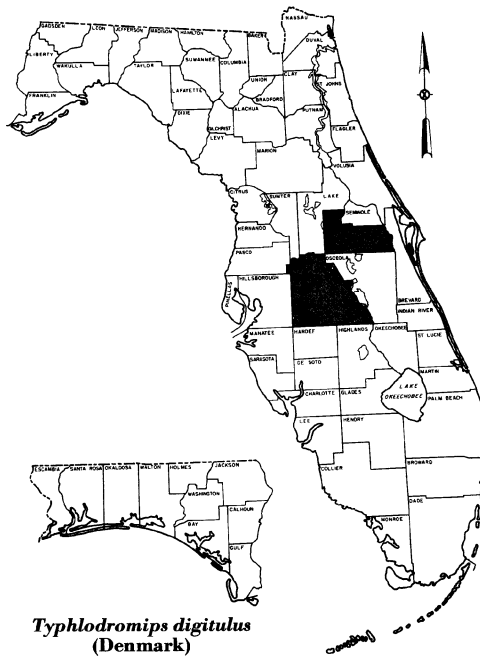 NASSAU
GADSDEN
LEON
JEFFERSON
MADISON
HAMILTON
BAKER
DUVAL
LIBERTY
WAKULLA
TAYLOR
SUWANNEE
COLUMBIA
UNION
CLAY
ST JOHNS
FRANKLIN
LAFAYETTE
BRADFORD
PUTNAM
DIXIE
GILCHRIST
ALACHUA
FLAGLER
LEVY
MARION
VOLUSIA
CITRUS
SUMTER
LAKE
SEMINOLE
HERNANDO
PASCO
OSCEOLA
PINELLAS
HILLSBOROUGH
BREVARD
INDIAN RIVER
MANATEE
HARDEE
HIGHLANDS
OKEECHOBEE
ST LUCIE
SARASOTA
DE SOTO
MARTIN
CHARLOTTE
GLADES
LAKE
OKEECHOBEE
PALM BEACH
LEE
HENDRY
COLLIER
BROWARD
DADE
MONROE
ESCAMBIA
SANTA ROSA
OKALOOSA
WALTON
HOLMES
JACKSON
WASHINGTON
BAY
CALHOUN
GULF
Typhlodromips digitulus
(Denmark)